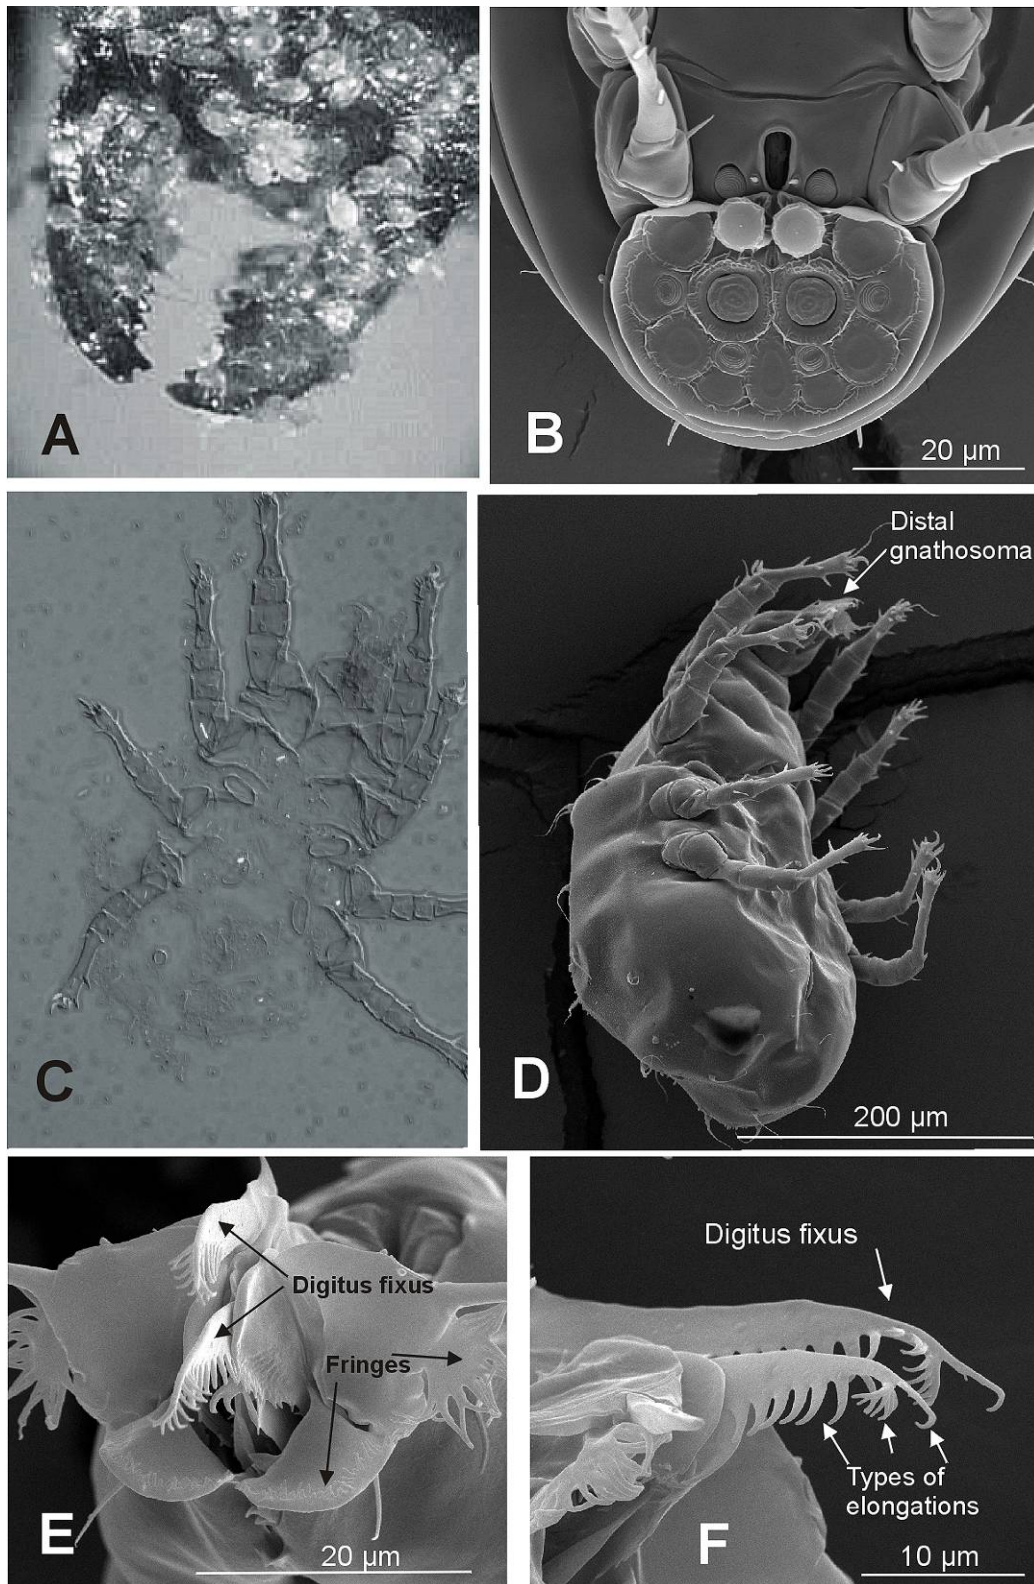 A
B
20 µm
C
Distal
gnathosoma
D
200 µm
Digitus fixus
Fringes
E
20 µm
Digitus fixus
Types of
elongations
F
10 µm